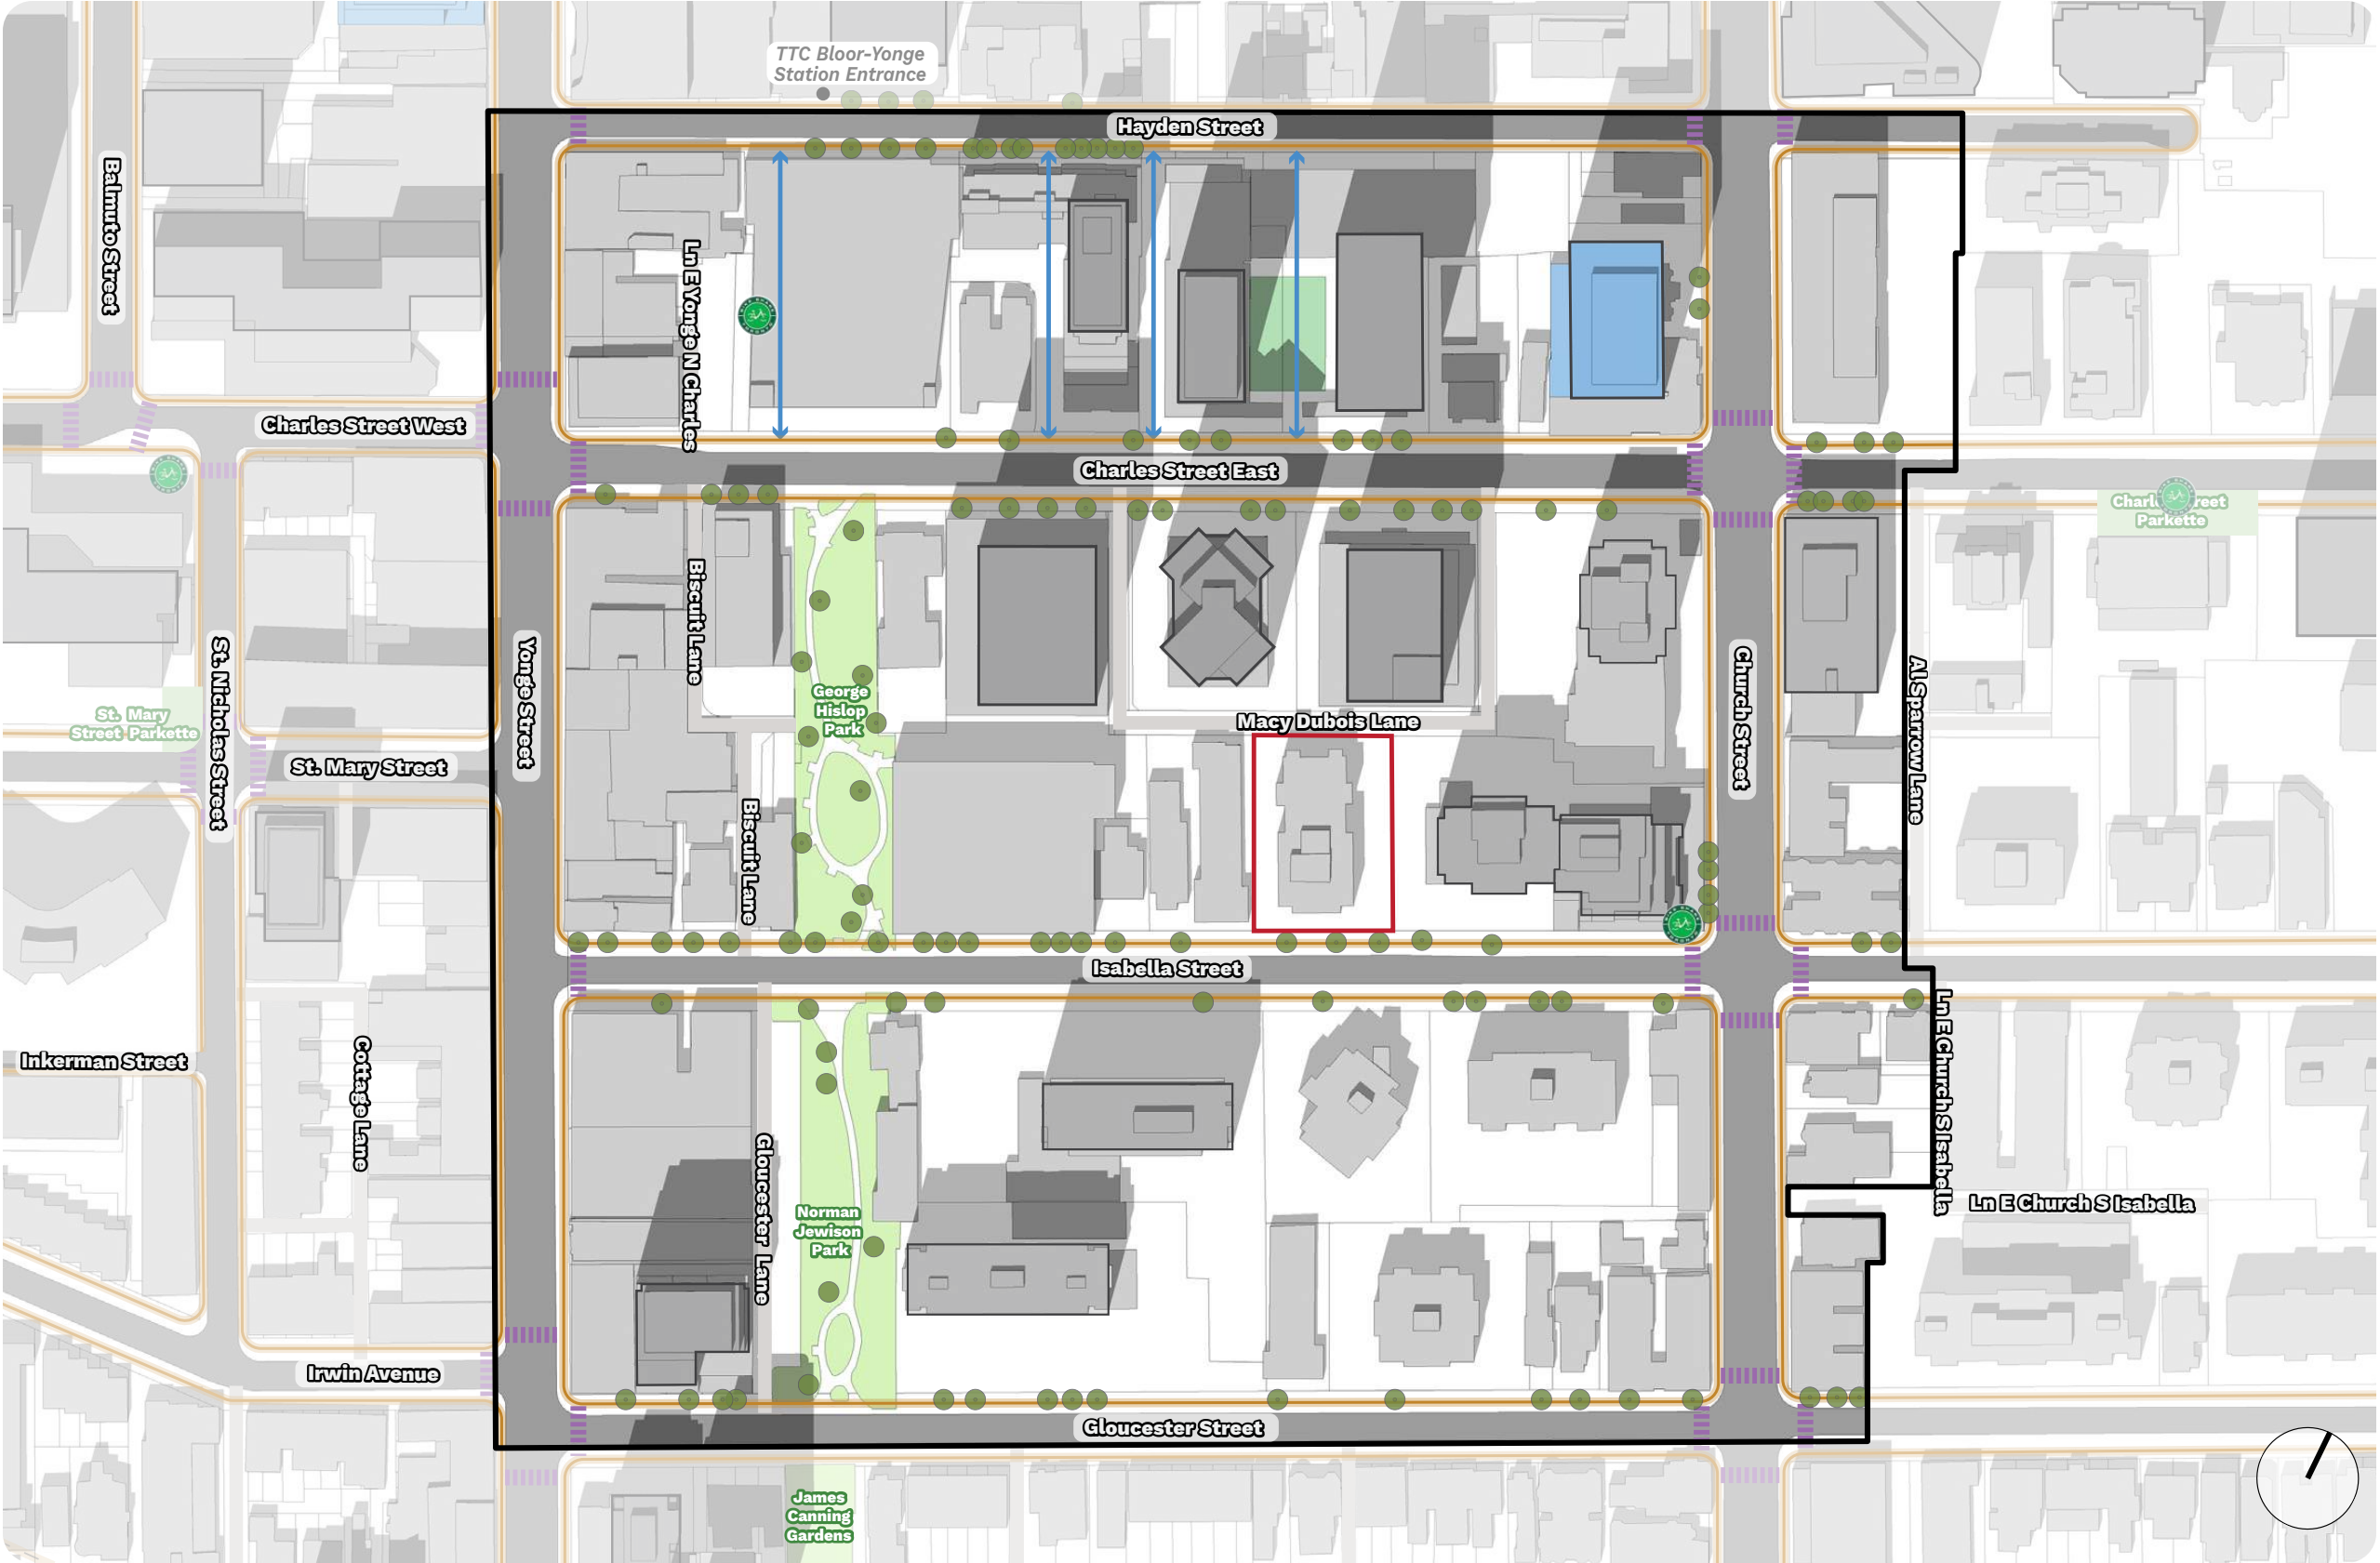 TTC Bloor-Yonge
Station Entrance
Hayden Street
Balmuto Street
Ln E Yonge N Charles
Charles Street West
Charles Street East
Charles Street
Parkette
Biscuit Lane
George
Hislop
Park
St. Mary
Street Parkette
St. Nicholas Street
Yonge Street
Macy Dubois Lane
Church Street
Al Sparrow Lane
St. Mary Street
Biscuit Lane
Isabella Street
Inkerman Street
Cottage Lane
Gloucester Lane
Norman
Jewison
Park
Ln E Church S Isabella
Ln E Church S Isabella
Irwin Avenue
Gloucester Street
James
Canning
Gardens